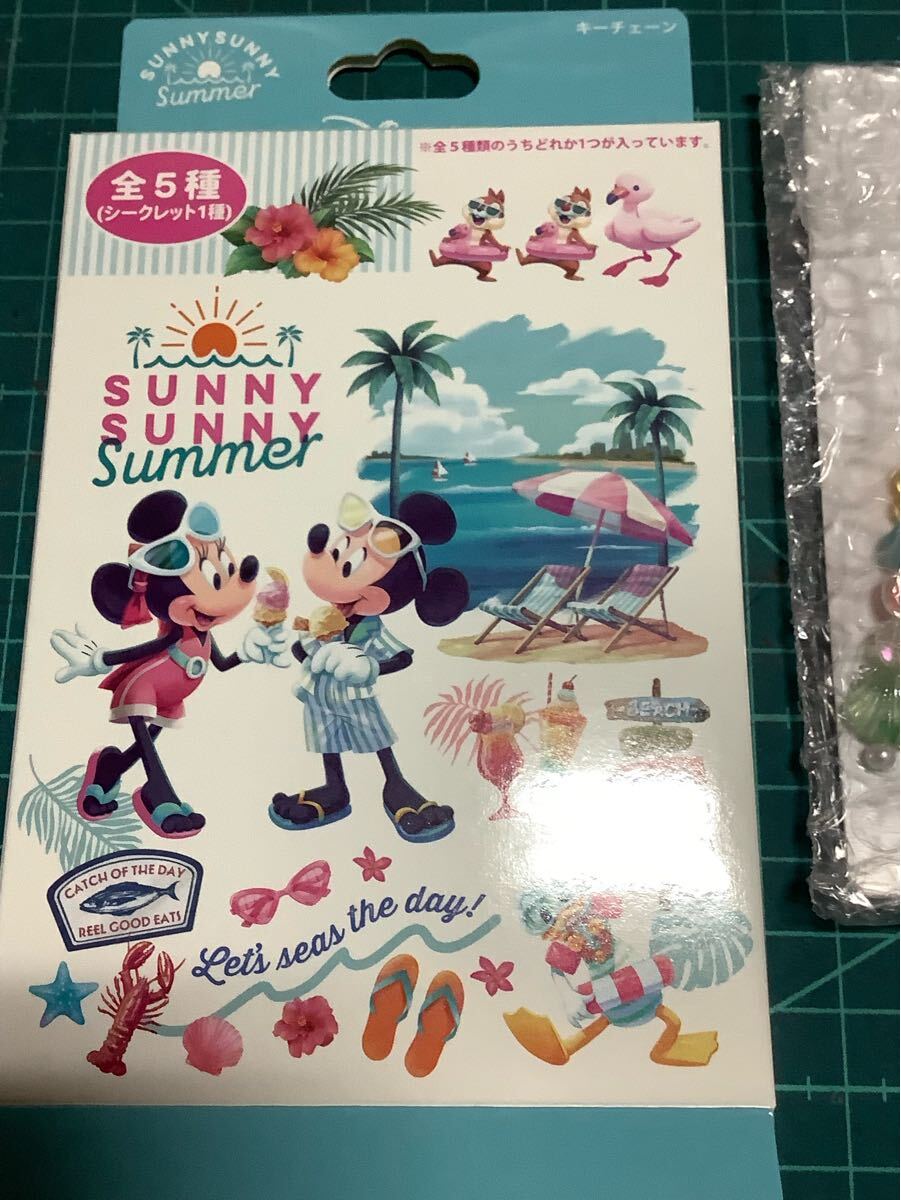 SUNNYSUNNY
Summer
キーチェーン
※全5種類のうちどれか1つが入っています。
全5種
(シークレット1種)
SUNNY
SUNNY
Summer
BEACH
CATCH OF THE DAY
REEL GOOD EATS
Let's seas the day!